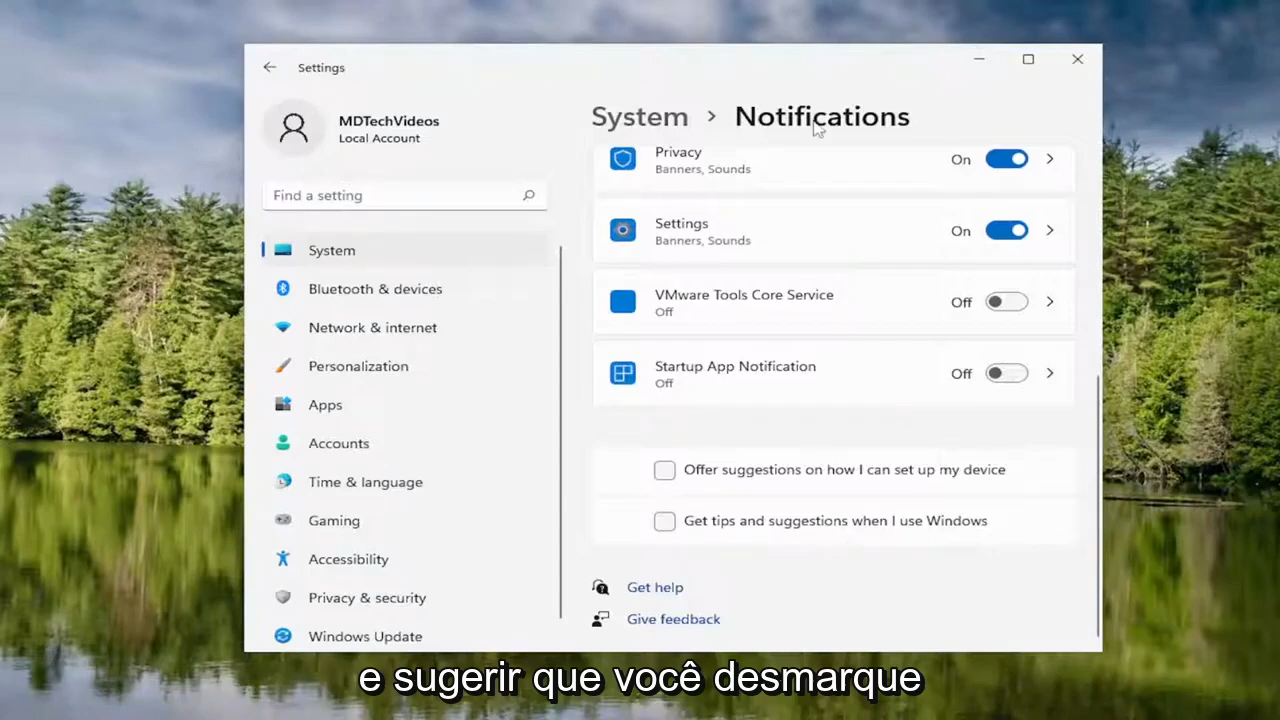 Settings
MDTechVideos
Local Account
Find a setting
System
Bluetooth & devices
Network & internet
Personalization
Apps
Accounts
Time & language
Gaming
Accessibility
Privacy & security
Windows Update
System > Notifications
Privacy
Banners, Sounds
On
Settings
Banners, Sounds
On
VMware Tools Core Service
Off
Off
Startup App Notification
Off
Off
Offer suggestions on how I can set up my device
Get tips and suggestions when I use Windows
Get help
Give feedback
e sugerir que você desmarque